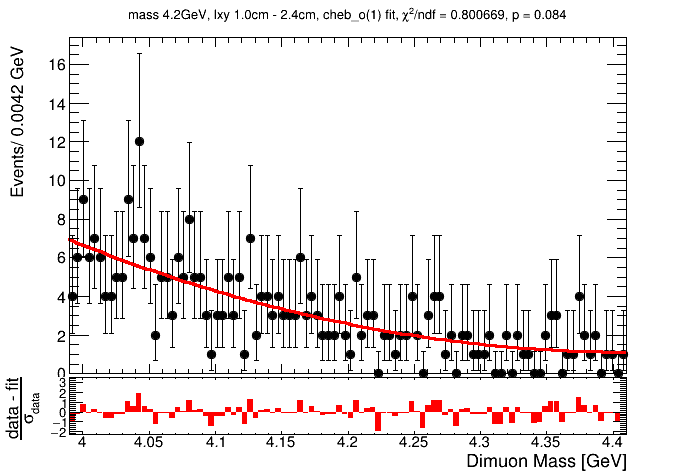 mass 4.2GeV, lxy 1.0cm - 2.4cm, cheb_o(1) fit, χ²/ndf = 0.800669, p = 0.084
Events/ 0.0042 GeV
16
14
12
10
8
6
4
2
0
data - fit
σdata
3
2
1
0
−1
−2
4 4.05 4.1 4.15 4.2 4.25 4.3 4.35 4.4
Dimuon Mass [GeV]